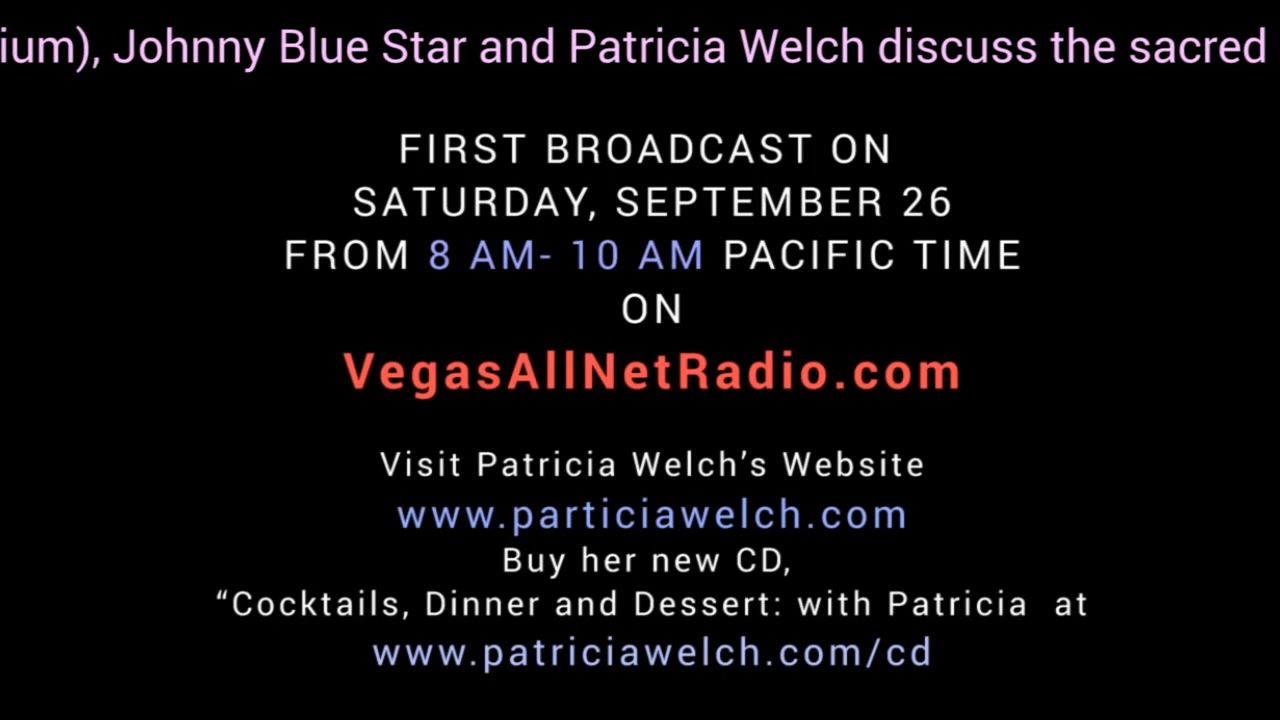 ium), Johnny Blue Star and Patricia Welch discuss the sacred
FIRST BROADCAST ON
SATURDAY, SEPTEMBER 26
FROM 8 AM- 10 AM PACIFIC TIME
ON
VegasAllNetRadio.com
Visit Patricia Welch’s Website
www.particiawelch.com
Buy her new CD,
“Cocktails, Dinner and Dessert: with Patricia at
www.patriciawelch.com/cd